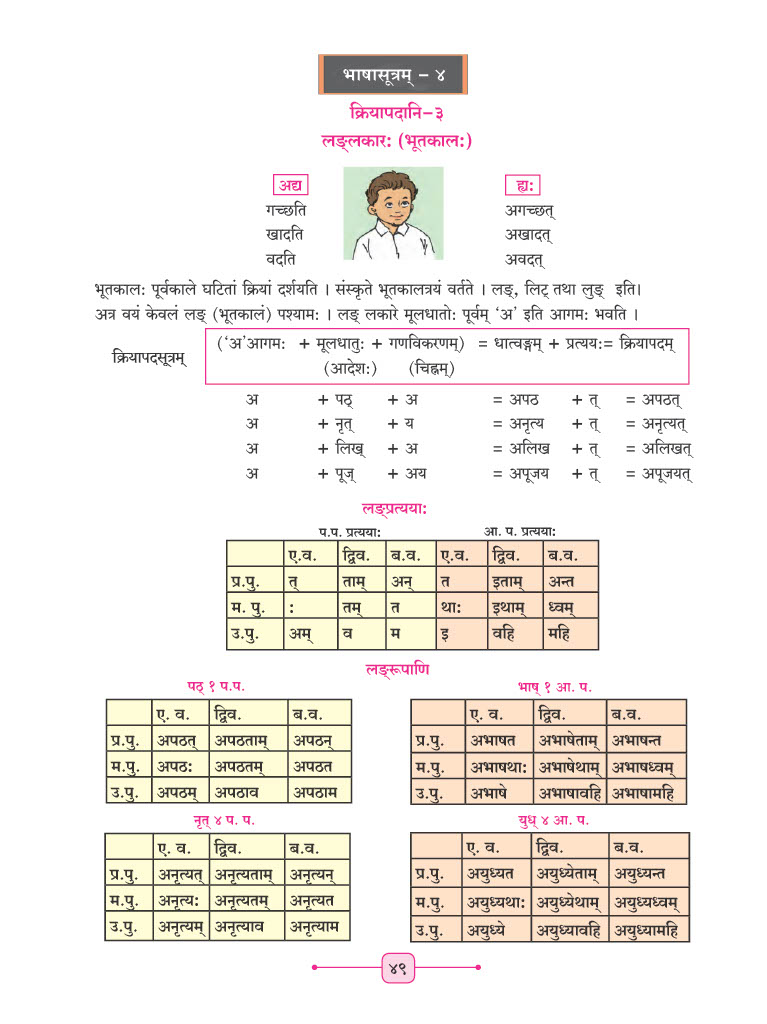 भाषासूत्रम् - ४
क्रियापदानि-३
लङ्लकारः (भूतकालः)
अद्य ह्यः
गच्छति अगच्छत्
खादति अखादत्
वदति अवदत्
भूतकालः पूर्वकाले घटितां क्रियां दर्शयति । संस्कृते भूतकालत्रयं वर्तते । लङ्, लिट् तथा लुङ् इति।
अत्र वयं केवलं लङ् (भूतकालं) पश्यामः । लङ् लकारे मूलधातोः पूर्वम् ‘अ’ इति आगमः भवति ।
क्रियापदसूत्रम् (‘अ’आगमः + मूलधातुः + गणविकरणम्) = धात्वङ्गम् + प्रत्ययः= क्रियापदम्
(आदेशः) (चिह्नम्)
अ + पठ् + अ = अपठ + त् = अपठत्
अ + नृत् + य = अनृत्य + त् = अनृत्यत्
अ + लिख् + अ = अलिख + त् = अलिखत्
अ + पूज् + अय = अपूजय + त् = अपूजयत्
लङ्प्रत्ययाः
प.प. प्रत्ययाः आ. प. प्रत्ययाः
ए.व. द्विव. ब.व. ए.व. द्विव. ब.व.
प्र.पु. त् ताम् अन् त इताम् अन्त
म. पु. : तम् त थाः इथाम् ध्वम्
उ.पु. अम् व म इ वहि महि
लङ्रूपाणि
पठ् १ प.प.
ए. व. द्विव. ब.व.
प्र.पु. अपठत् अपठताम् अपठन्
म.पु. अपठः अपठतम् अपठत
उ.पु. अपठम् अपठाव अपठाम
भाष् १ आ. प.
ए. व. द्विव. ब.व.
प्र.पु. अभाषत अभाषेताम् अभाषन्त
म.पु. अभाषथाः अभाषेथाम् अभाषध्वम्
उ.पु. अभाषे अभाषावहि अभाषामहि
नृत् ४ प. प.
ए. व. द्विव. ब.व.
प्र.पु. अनृत्यत् अनृत्यताम् अनृत्यन्
म.पु. अनृत्यः अनृत्यतम् अनृत्यत
उ.पु. अनृत्यम् अनृत्याव अनृत्याम
युध् ४ आ. प.
ए. व. द्विव. ब.व.
प्र.पु. अयुध्यत अयुध्येताम् अयुध्यन्त
म.पु. अयुध्यथाः अयुध्येथाम् अयुध्यध्वम्
उ.पु. अयुध्ये अयुध्यावहि अयुध्यामहि
४९